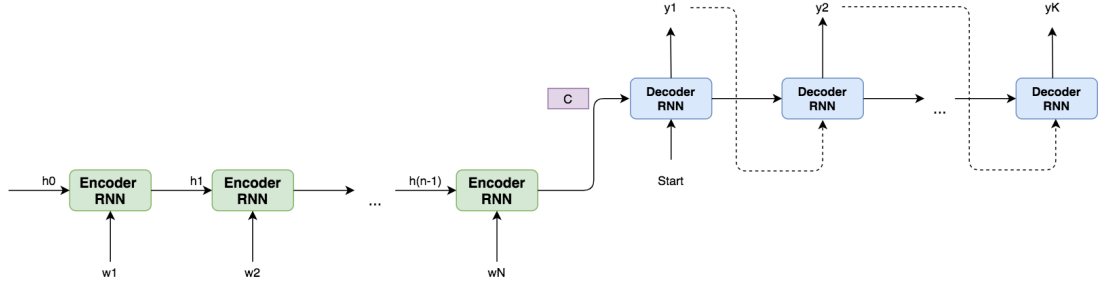 y1
y2
yK
C
Decoder
RNN
Decoder
RNN
...
Decoder
RNN
Start
h0
Encoder
RNN
h1
Encoder
RNN
...
h(n-1)
Encoder
RNN
w1
w2
wN